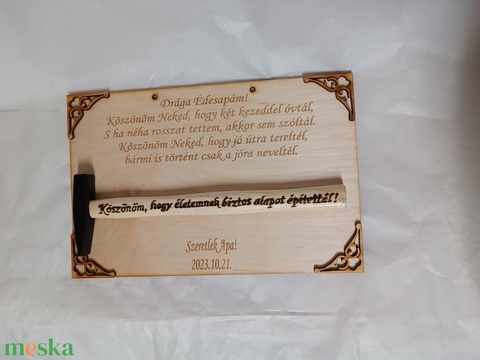 Drága Édesapám!
Köszönöm Neked, hogy két kezeddel óvtál,
S ha néha rosszat tettem, akkor sem szóltál.
Köszönöm Neked, hogy jó útra tereltél,
bármi is történt csak a jóra neveltél.
Köszönöm, hogy életemnek biztos alapot építettél!
Szeretlek Apa!
2023.10.21.
meska